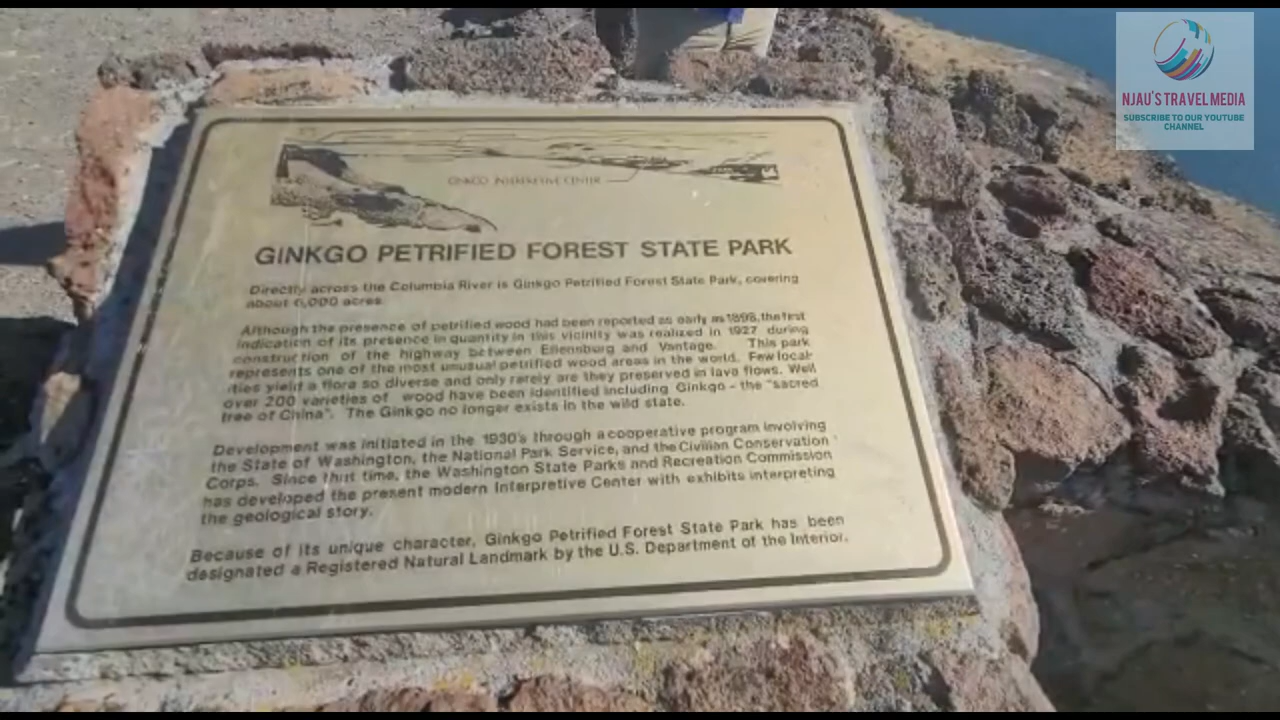 NJAU'S TRAVEL MEDIA
SUBSCRIBE TO OUR YOUTUBE
CHANNEL
GINKGO INTERPRETIVE CENTER
GINKGO PETRIFIED FOREST STATE PARK
Directly across the Columbia River is Ginkgo Petrified Forest State Park, covering
about 6,000 acres.
Although the presence of petrified wood had been reported as early as 1898, the first
indication of its presence in quantity in this vicinity was realized in 1927 during
construction of the highway between Ellensburg and Vantage. This park
represents one of the most unusual petrified wood areas in the world. Few local-
ities yield a flora so diverse and only rarely are they preserved in lava flows. Well
over 200 varieties of wood have been identified including Ginkgo - the "sacred
tree of China". The Ginkgo no longer exists in the wild state.
Development was initiated in the 1930's through a cooperative program involving
the State of Washington, the National Park Service, and the Civilian Conservation
Corps. Since that time, the Washington State Parks and Recreation Commission
has developed the present modern Interpretive Center with exhibits interpreting
the geological story.
Because of its unique character, Ginkgo Petrified Forest State Park has been
designated a Registered Natural Landmark by the U.S. Department of the Interior.